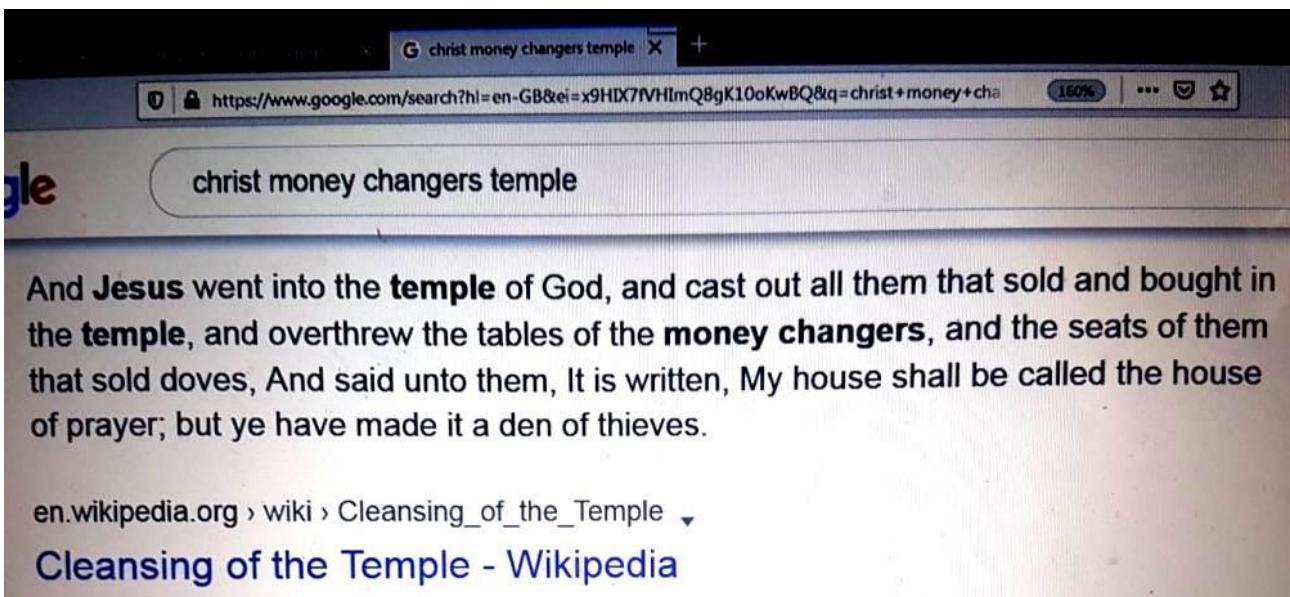 G christ money changers temple
https://www.google.com/search?hl=en-GB&ei=x9HIX7fVHImQ8gK10oKwBQ&q=christ+money+cha 160%
gle christ money changers temple
And Jesus went into the temple of God, and cast out all them that sold and bought in
the temple, and overthrew the tables of the money changers, and the seats of them
that sold doves, And said unto them, It is written, My house shall be called the house
of prayer; but ye have made it a den of thieves.
en.wikipedia.org › wiki › Cleansing_of_the_Temple
Cleansing of the Temple - Wikipedia